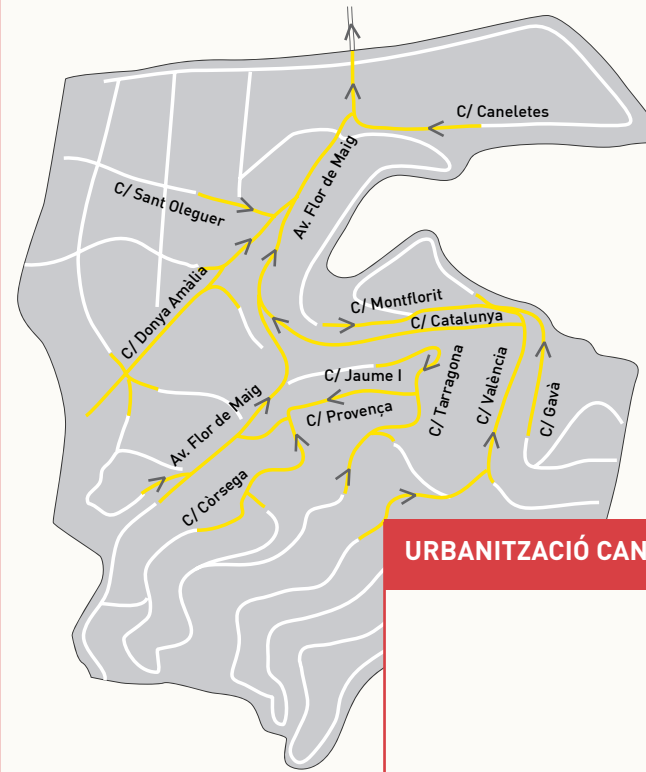 C/ Caneletes
Av. Flor de Maig
C/ Sant Oleguer
C/ Donya Amàlia
C/ Montflorit
C/ Catalunya
C/ Tarragona
C/ València
C/ Jaume I
C/ Gavà
C/ Provença
Av. Flor de Maig
C/ Còrsega
URBANITZACIÓ CAN